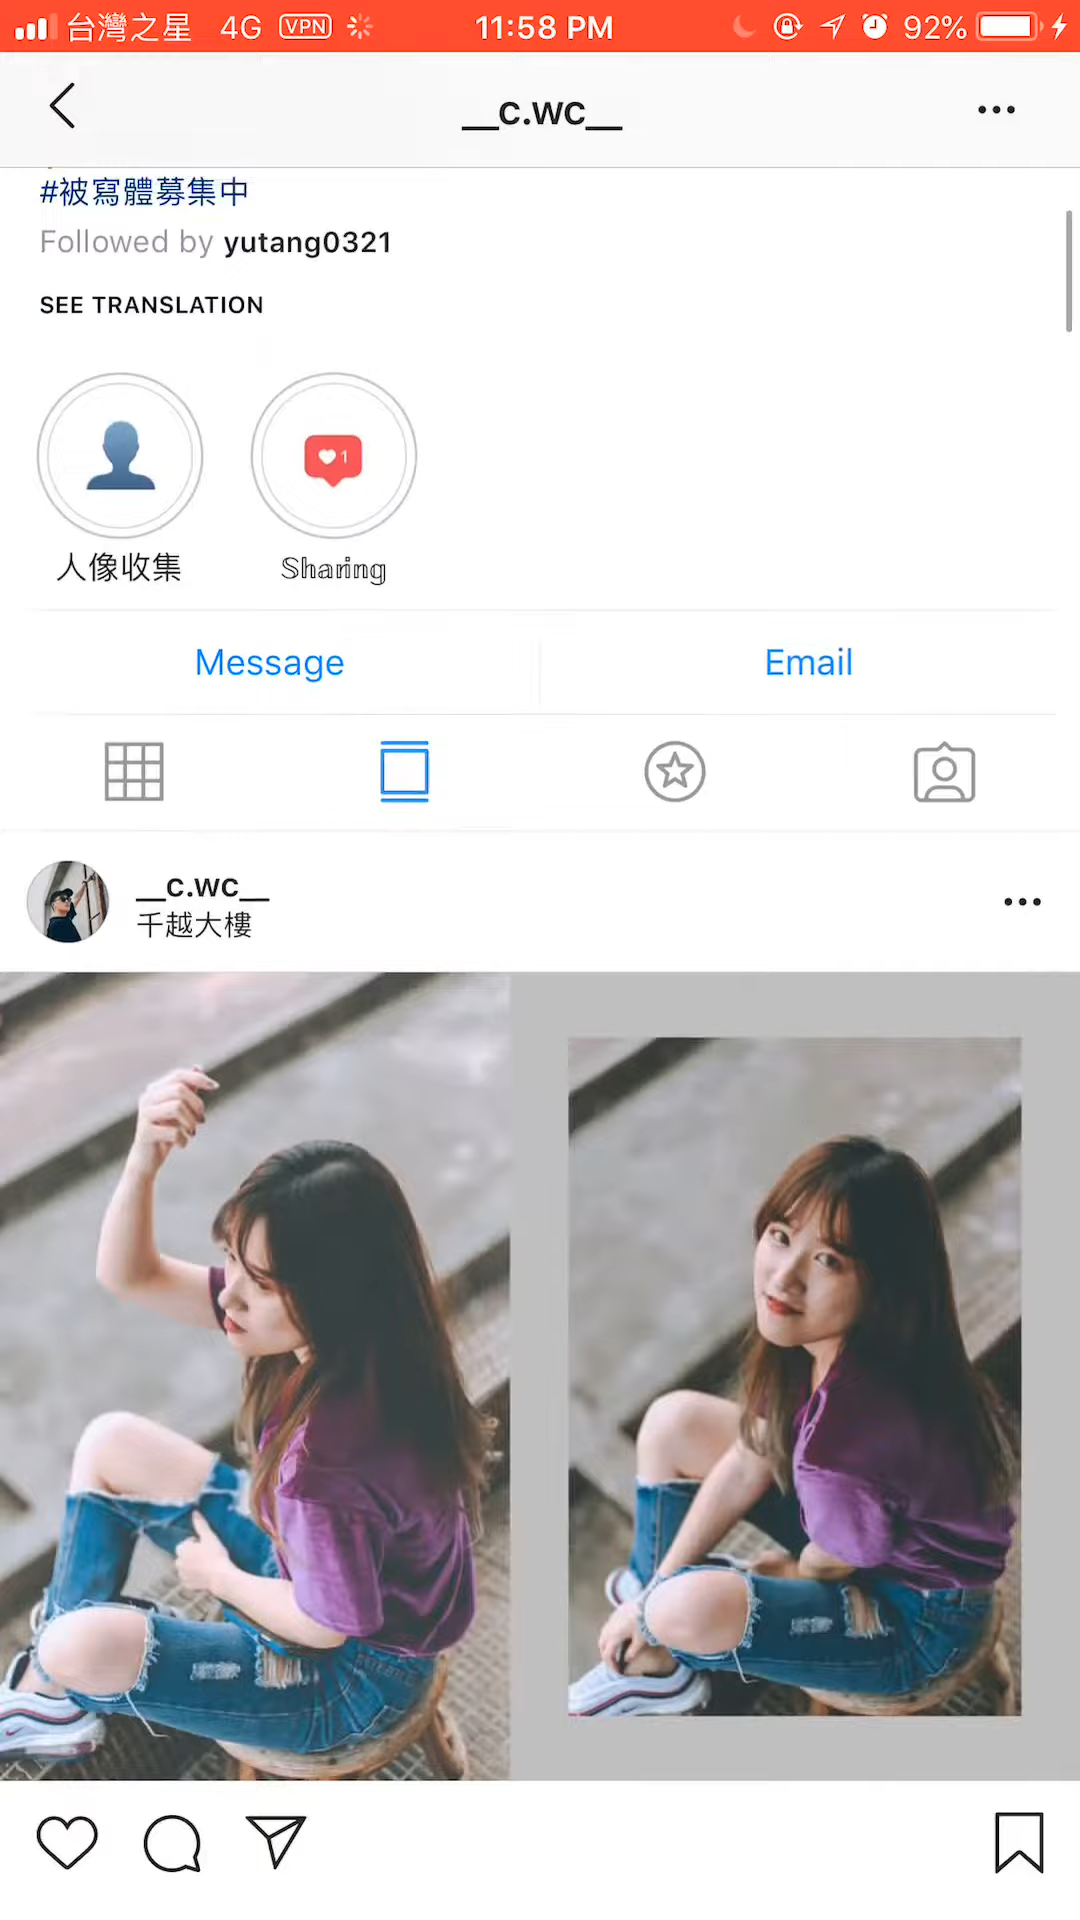 台灣之星 4G VPN 11:58 PM 92%
__c.wc__
#被寫體募集中
Followed by yutang0321
SEE TRANSLATION
1
人像收集 Sharing
Message Email
__c.wc__
千越大樓